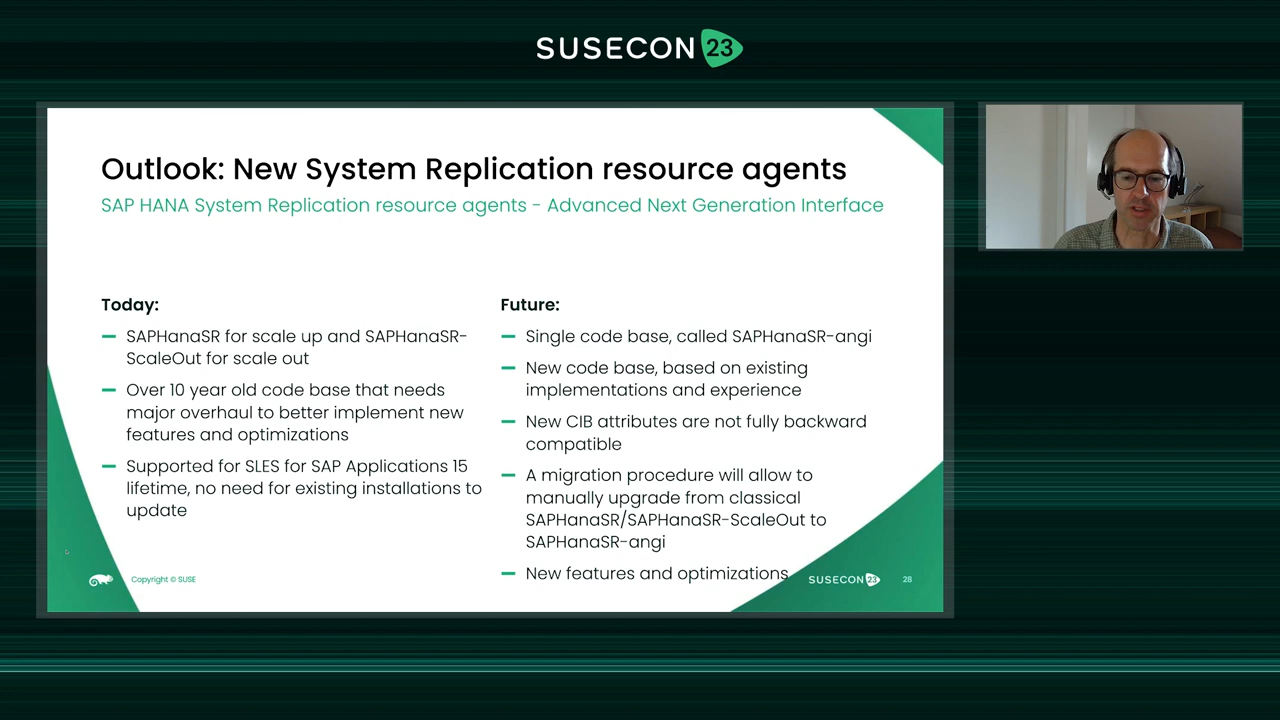 SUSECON 23
Outlook: New System Replication resource agents
SAP HANA System Replication resource agents - Advanced Next Generation Interface
Today:
SAPHanaSR for scale up and SAPHanaSR-
ScaleOut for scale out
Over 10 year old code base that needs
major overhaul to better implement new
features and optimizations
Supported for SLES for SAP Applications 15
lifetime, no need for existing installations to
update
Future:
Single code base, called SAPHanaSR-angi
New code base, based on existing
implementations and experience
New CIB attributes are not fully backward
compatible
A migration procedure will allow to
manually upgrade from classical
SAPHanaSR/SAPHanaSR-ScaleOut to
SAPHanaSR-angi
New features and optimizations
Copyright © SUSE
SUSECON 23
28